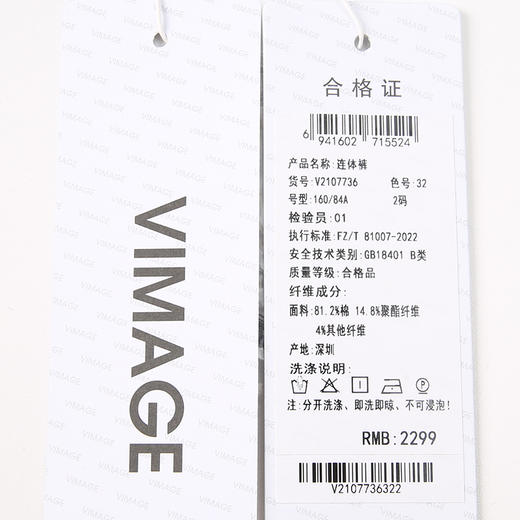 VIMAGE
合格证
6 941602 715524
产品名称:连体裤
货号:V2107736 色号:32
号型:160/84A 2码
检验员:01
执行标准:FZ/T 81007-2022
安全技术类别:GB18401 B类
质量等级:合格品
纤维成分:
面料:81.2%棉 14.8%聚酯纤维
4%其他纤维
产地:深圳
洗涤说明:
注:分开洗涤、即洗即晾、不可浸泡!
RMB:2299
V2107736322